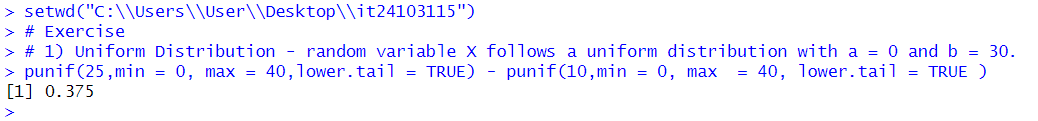 > setwd("C:\\Users\\User\\Desktop\\it24103115")
> # Exercise
> # 1) Uniform Distribution - random variable X follows a uniform distribution with a = 0 and b = 30.
> punif(25,min = 0, max = 40,lower.tail = TRUE) - punif(10,min = 0, max  = 40, lower.tail = TRUE )
[1] 0.375
>